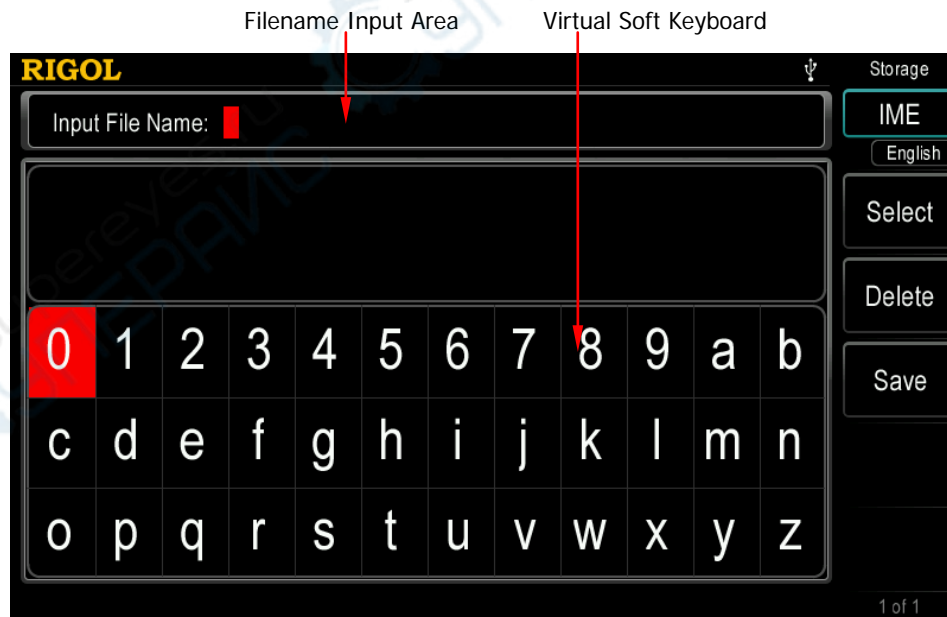 Filename Input Area Virtual Soft Keyboard
RIGOL Storage
Input File Name: IME
English
Select
Delete
0 1 2 3 4 5 6 7 8 9 a b
Save
c d e f g h i j k l m n
o p q r s t u v w x y z
1 of 1